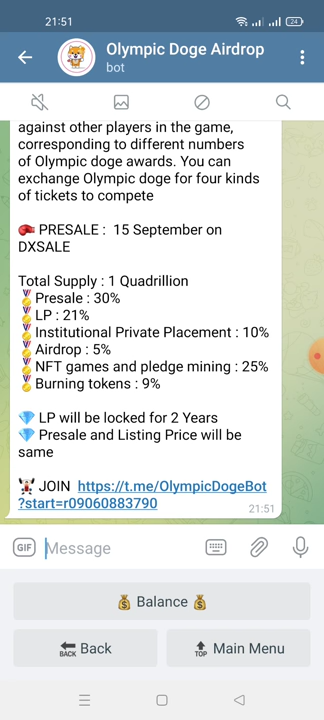 21:51
24
Olympic Doge Airdrop
bot
against other players in the game,
corresponding to different numbers
of Olympic doge awards. You can
exchange Olympic doge for four kinds
of tickets to compete
🥊 PRESALE :  15 September on
DXSALE
Total Supply : 1 Quadrillion
🏅Presale : 30%
🏅LP : 21%
🏅Institutional Private Placement : 10%
🏅Airdrop : 5%
🏅NFT games and pledge mining : 25%
🏅Burning tokens : 9%
💎 LP will be locked for 2 Years
💎 Presale and Listing Price will be
same
🏋 JOIN  https://t.me/OlympicDogeBot
?start=r09060883790
21:51
GIF
Message
💰 Balance 💰
🔙 Back
🔝 Main Menu